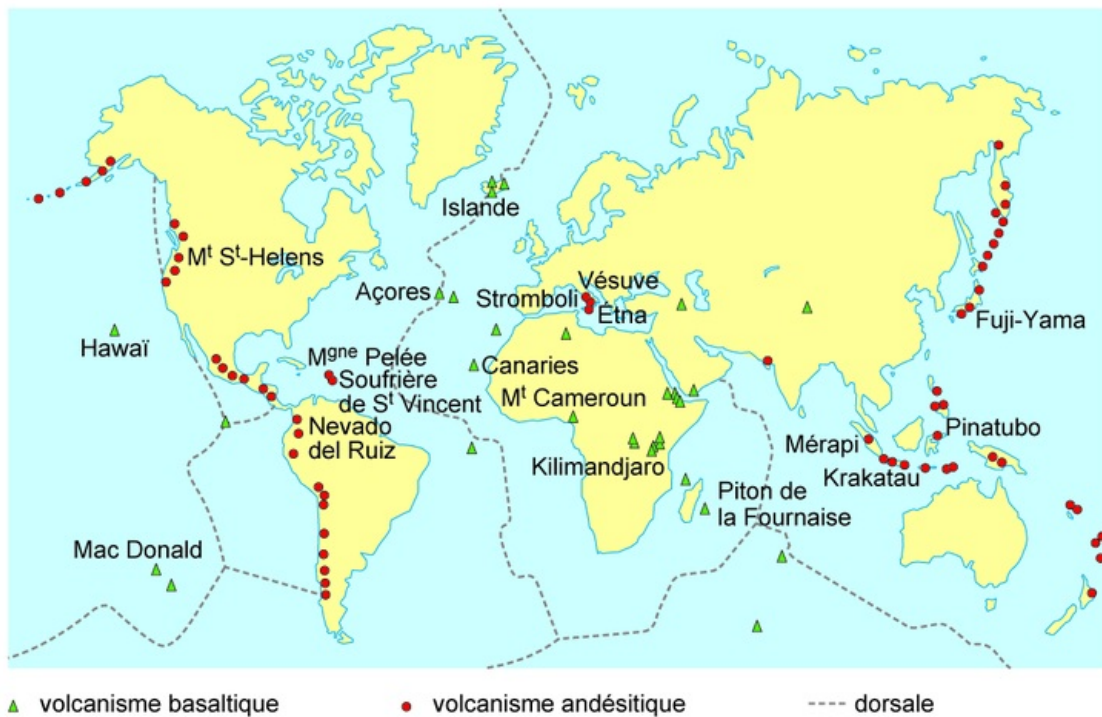 Islande
Mᵗ Sᵗ-Helens
Açores
Vésuve
Stromboli
Étna
Fuji-Yama
Hawaï
Mᵍⁿᵉ Pelée
Soufrière
de Sᵗ Vincent
Canaries
Mᵗ Cameroun
Nevado
del Ruiz
Pinatubo
Mérapi
Kilimandjaro
Krakatau
Piton de
la Fournaise
Mac Donald
volcanisme basaltique
volcanisme andésitique
dorsale